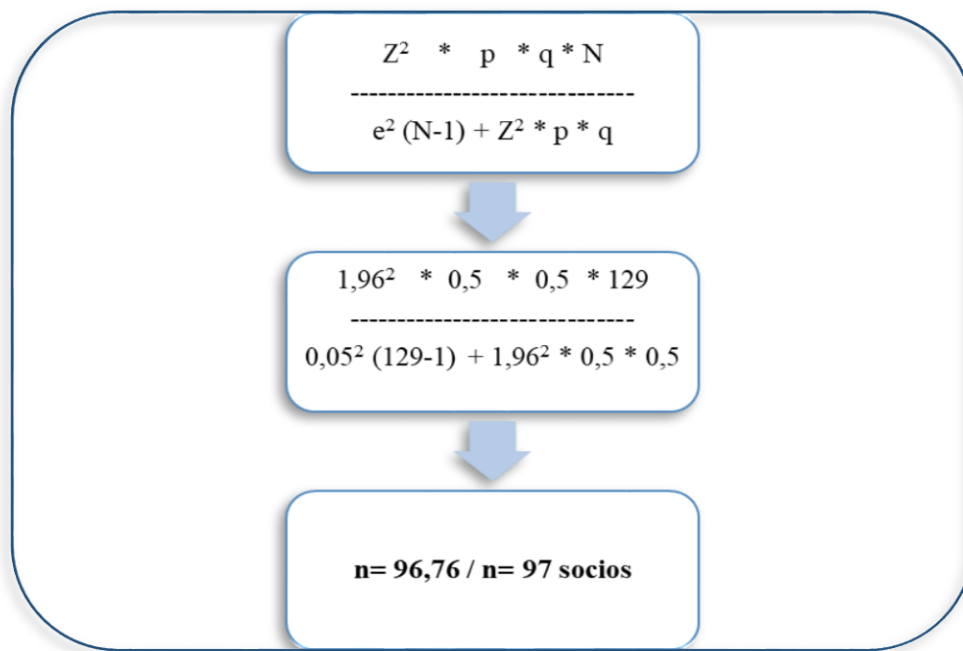 Z² * p * q * N
------------------------------
e² (N-1) + Z² * p * q
1,96² * 0,5 * 0,5 * 129
------------------------------
0,05² (129-1) + 1,96² * 0,5 * 0,5
n= 96,76 / n= 97 socios